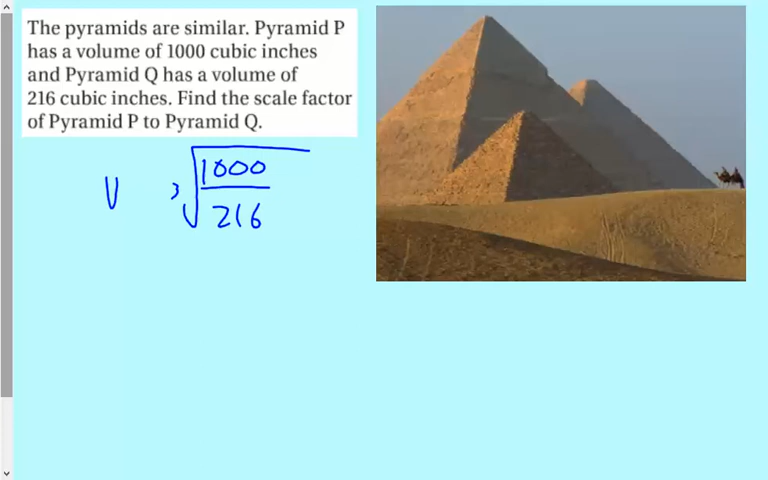 The pyramids are similar. Pyramid P
has a volume of 1000 cubic inches
and Pyramid Q has a volume of
216 cubic inches. Find the scale factor
of Pyramid P to Pyramid Q.
V 3√1000
216